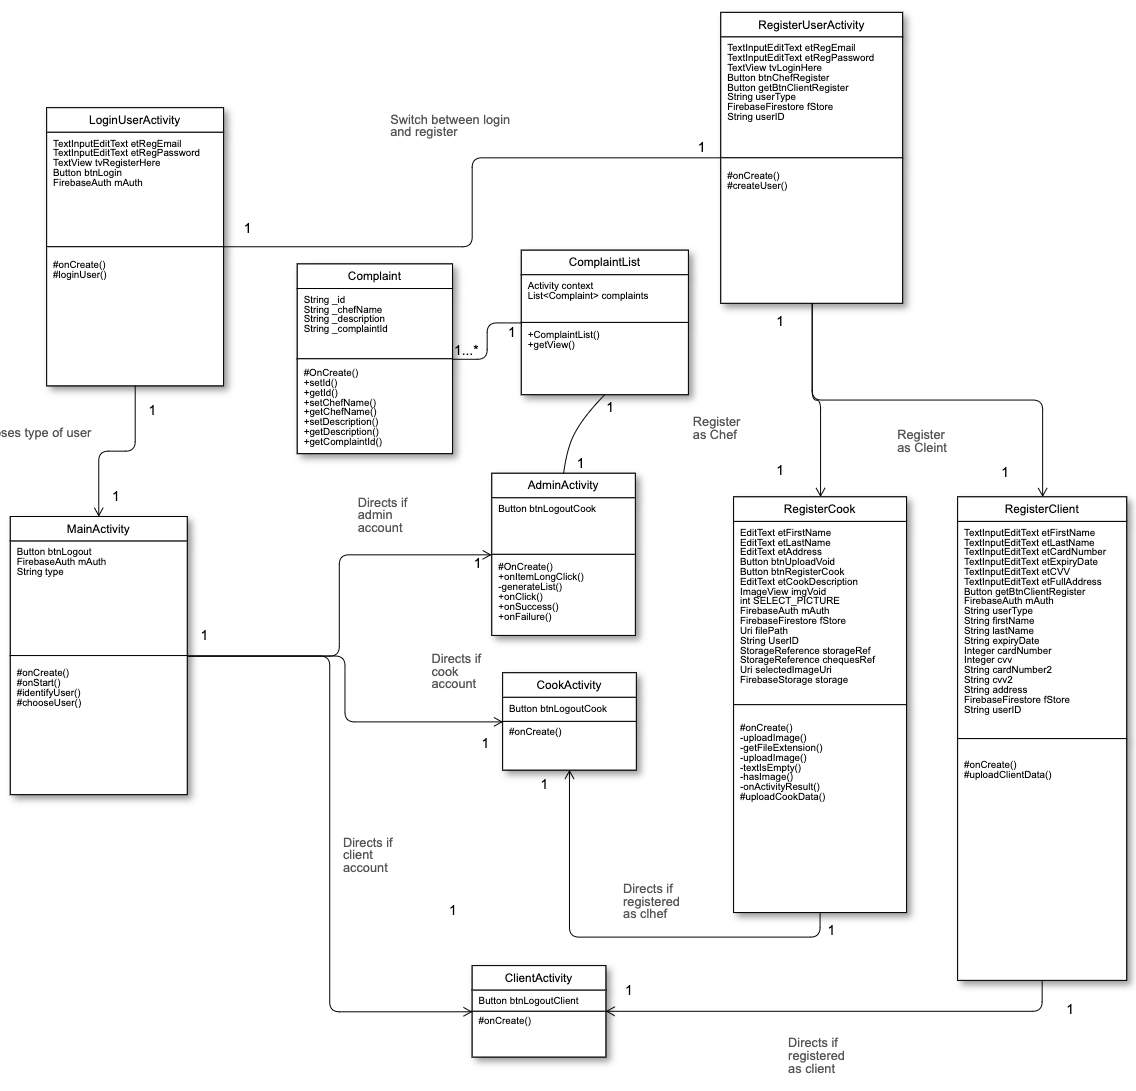 RegisterUserActivity
TextInputEditText etRegEmail
TextInputEditText etRegPassword
TextView tvLoginHere
Button btnChefRegister
Button getBtnClientRegister
String userType
FirebaseFirestore fStore
String userID
#onCreate()
#createUser()
LoginUserActivity
TextInputEditText etRegEmail
TextInputEditText etRegPassword
TextView tvRegisterHere
Button btnLogin
FirebaseAuth mAuth
#onCreate()
#loginUser()
Switch between login
and register
1
1
Complaint
String _id
String _chefName
String _description
String _complaintId
#OnCreate()
+setId()
+getId()
+setChefName()
+getChefName()
+setDescription()
+getDescription()
+getComplaintId()
ComplaintList
Activity context
List<Complaint> complaints
+ComplaintList()
+getView()
1
1...*
1
1
1
type of user
1
1
Register
as Chef
1
Register
as Cleint
1
1
MainActivity
Button btnLogout
FirebaseAuth mAuth
String type
#onCreate()
#onStart()
#identifyUser()
#chooseUser()
1
Directs if
admin
account
1
AdminActivity
Button btnLogoutCook
#OnCreate()
+onItemLongClick()
-generateList()
+onClick()
+onSuccess()
+onFailure()
RegisterCook
EditText etFirstName
EditText etLastName
EditText etAddress
Button btnUploadVoid
Button btnRegisterCook
EditText etCookDescription
ImageView imgVoid
int SELECT_PICTURE
FirebaseAuth mAuth
FirebaseFirestore fStore
Uri filePath
String UserID
StorageReference storageRef
StorageReference chequesRef
Uri selectedImageUri
FirebaseStorage storage
#onCreate()
-uploadImage()
-getFileExtension()
-uploadImage()
-textIsEmpty()
-hasImage()
-onActivityResult()
#uploadCookData()
RegisterClient
TextInputEditText etFirstName
TextInputEditText etLastName
TextInputEditText etCardNumber
TextInputEditText etExpiryDate
TextInputEditText etCVV
TextInputEditText etFullAddress
Button getBtnClientRegister
FirebaseAuth mAuth
String userType
String firstName
String lastName
String expiryDate
Integer cardNumber
Integer cvv
String cardNumber2
String cvv2
String address
FirebaseFirestore fStore
String userID
#onCreate()
#uploadClientData()
Directs if
cook
account
1
CookActivity
Button btnLogoutCook
#onCreate()
1
Directs if
client
account
1
Directs if
registered
as clhef
1
ClientActivity
Button btnLogoutClient
#onCreate()
1
1
Directs if
registered
as client